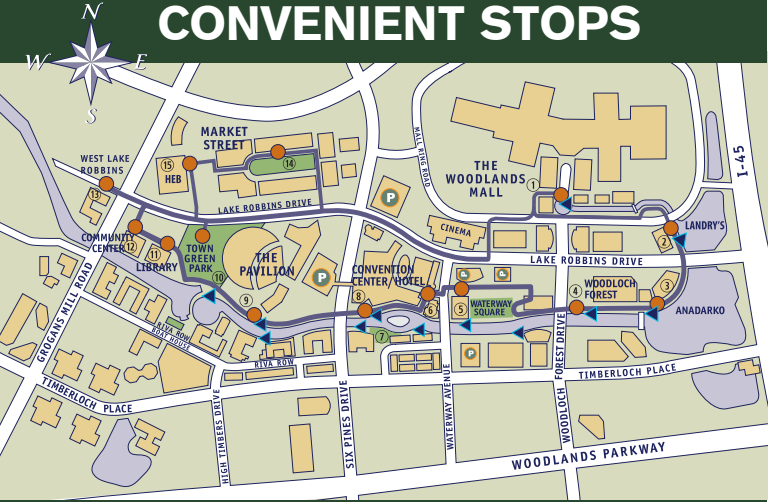 CONVENIENT STOPS
N
W
E
S
MARKET
STREET
WEST LAKE
ROBBINS
15
HEB
14
13
MALL RING ROAD
THE
WOODLANDS
MALL
1
I-45
P
LAKE ROBBINS DRIVE
CINEMA
LANDRY'S
2
COMMUNITY
CENTER
12
11
LIBRARY
TOWN
GREEN
PARK
10
THE
PAVILION
P
CONVENTION
CENTER/HOTEL
LAKE ROBBINS DRIVE
WOODLOCH
FOREST
4
3
ANADARKO
9
8
6
5
WATERWAY
SQUARE
7
P
GROGANS MILL ROAD
RIVA ROW
BOAT HOUSE
RIVA ROW
TIMBERLOCH PLACE
TIMBERLOCH PLACE
HIGH TIMBERS DRIVE
SIX PINES DRIVE
WATERWAY AVENUE
WOODLOCH FOREST DRIVE
WOODLANDS PARKWAY